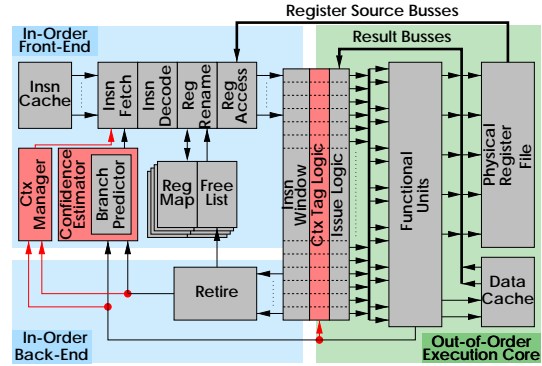 Register Source Busses
In-Order
Front-End
Result Busses
Insn
Cache
Insn
Fetch
Insn
Decode
Reg
Rename
Reg
Access
Ctx
Manager
Confidence
Estimator
Branch
Predictor
Reg
Map
Free
List
Insn
Window
Ctx Tag Logic
Issue Logic
Functional
Units
Physical
Register
File
Retire
Data
Cache
In-Order
Back-End
Out-of-Order
Execution Core